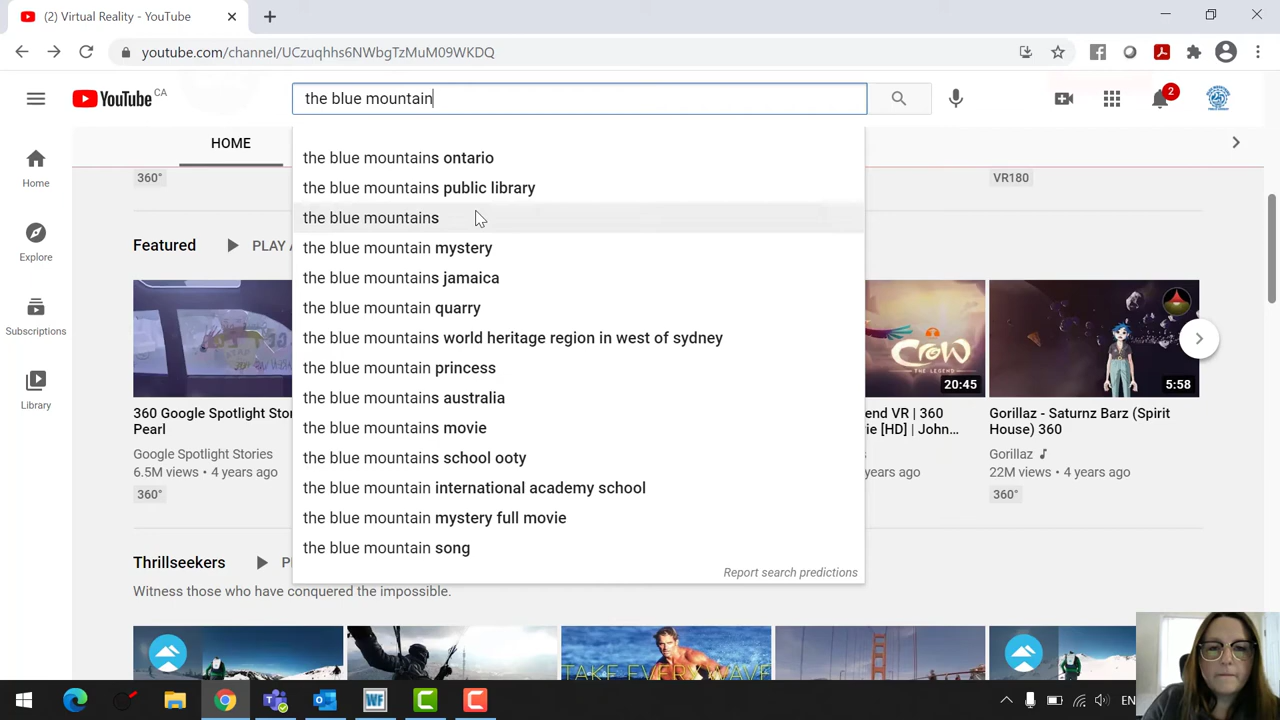 (2) Virtual Reality - YouTube
youtube.com/channel/UCzuqhhs6NWbgTzMuM09WKDQ
YouTube CA
the blue mountain
2
HOME
the blue mountains ontario
the blue mountains public library
the blue mountains
the blue mountain mystery
the blue mountains jamaica
the blue mountain quarry
the blue mountains world heritage region in west of sydney
the blue mountain princess
the blue mountains australia
the blue mountains movie
the blue mountains school ooty
the blue mountain international academy school
the blue mountain mystery full movie
the blue mountain song
Report search predictions
Home
Explore
Subscriptions
Library
360°
VR180
Featured
PLAY A
360 Google Spotlight Stor
Pearl
Google Spotlight Stories
6.5M views • 4 years ago
360°
CROW
THE LEGEND
20:45
end VR | 360
ie [HD] | John...
ears ago
5:58
Gorillaz - Saturnz Barz (Spirit
House) 360
Gorillaz
22M views • 4 years ago
360°
Thrillseekers
Witness those who have conquered the impossible.
TAKE EVERY WAVE
EN